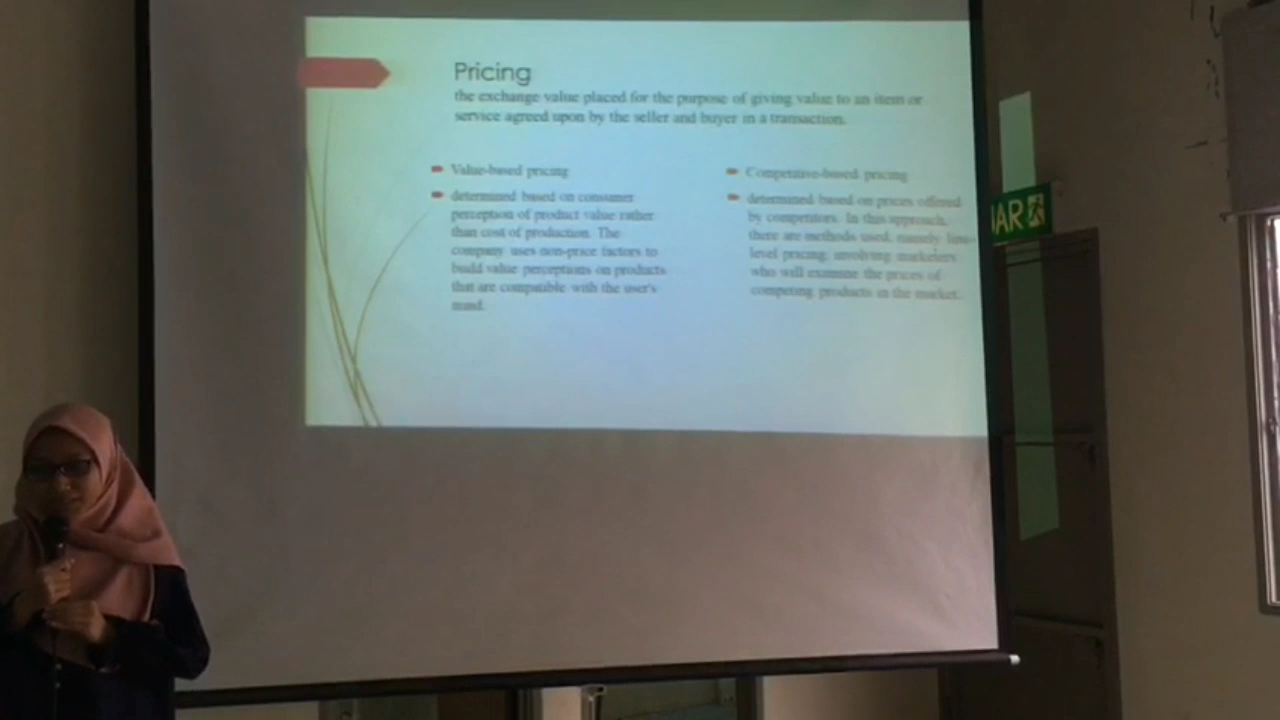 Pricing
the exchange value placed for the purpose of giving value to an item or
service agreed upon by the seller and buyer in a transaction.
Value-based pricing
determined based on consumer
perception of product value rather
than cost of production. The
company uses non-price factors to
build value perceptions on products
that are compatible with the user's
mind.
Competitive-based pricing
determined based on prices offered
by competitors. In this approach,
there are methods used, namely
level pricing, involving marketers
who will examine the prices of
competing products in the market.
AR